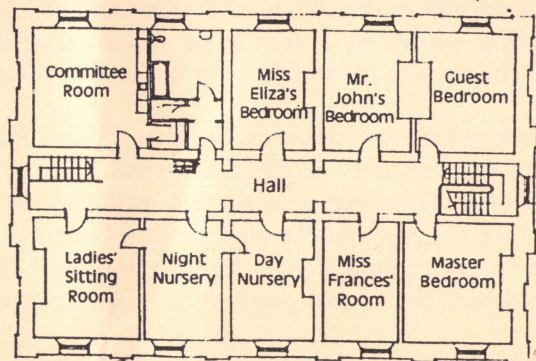 Committee
Room
Miss
Eliza's
Bedroom
Mr.
John's
Bedroom
Guest
Bedroom
Hall
Ladies'
Sitting
Room
Night
Nursery
Day
Nursery
Miss
Frances'
Room
Master
Bedroom